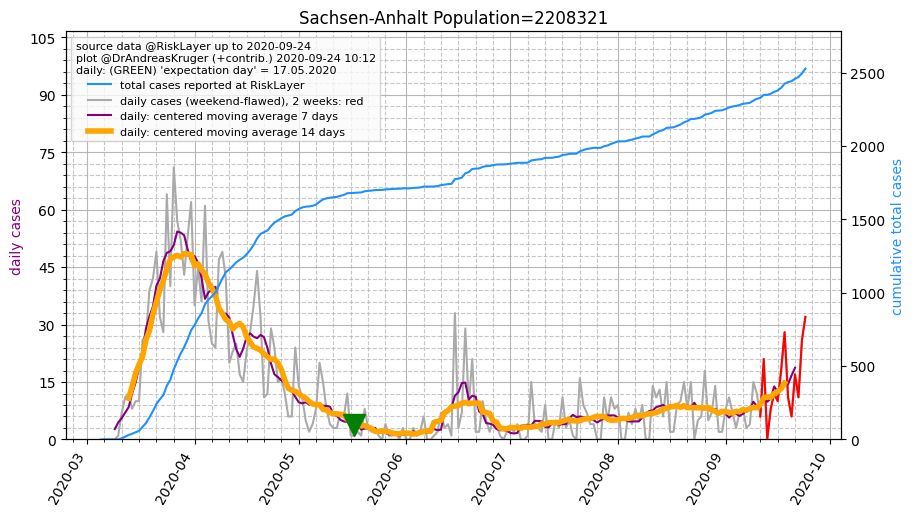 Sachsen-Anhalt Population=2208321
source data @RiskLayer up to 2020-09-24
plot @DrAndreasKruger (+contrib.) 2020-09-24 10:12
daily: (GREEN) 'expectation day' = 17.05.2020
total cases reported at RiskLayer
daily cases (weekend-flawed), 2 weeks: red
daily: centered moving average 7 days
daily: centered moving average 14 days
daily cases
105
90
75
60
45
30
15
0
2500
2000
1500
1000
500
0
cumulative total cases
2020-03
2020-04
2020-05
2020-06
2020-07
2020-08
2020-09
2020-10